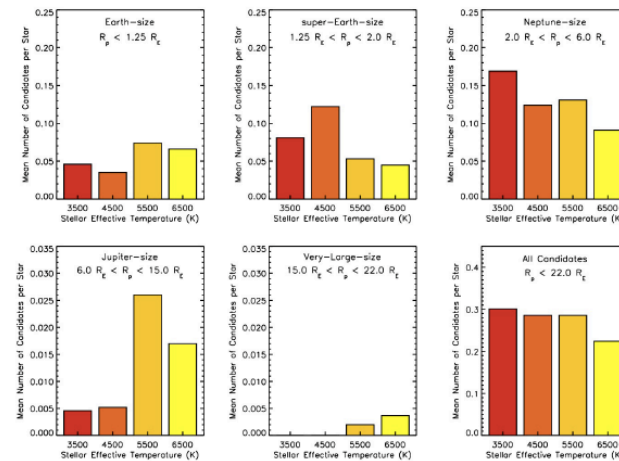 Earth-size
R_p < 1.25 R_E
Mean Number of Candidates per Star
0.25
0.20
0.15
0.10
0.05
0.00
3500 4500 5500 6500
Stellar Effective Temperature (K)
super-Earth-size
1.25 R_E < R_p < 2.0 R_E
Mean Number of Candidates per Star
0.25
0.20
0.15
0.10
0.05
0.00
3500 4500 5500 6500
Stellar Effective Temperature (K)
Neptune-size
2.0 R_E < R_p < 6.0 R_E
Mean Number of Candidates per Star
0.25
0.20
0.15
0.10
0.05
0.00
3500 4500 5500 6500
Stellar Effective Temperature (K)
Jupiter-size
6.0 R_E < R_p < 15.0 R_E
Mean Number of Candidates per Star
0.035
0.030
0.025
0.020
0.015
0.010
0.005
0.000
3500 4500 5500 6500
Stellar Effective Temperature (K)
Very-Large-size
15.0 R_E < R_p < 22.0 R_E
Mean Number of Candidates per Star
0.035
0.030
0.025
0.020
0.015
0.010
0.005
0.000
3500 4500 5500 6500
Stellar Effective Temperature (K)
All Candidates
R_p < 22.0 R_E
Mean Number of Candidates per Star
0.4
0.3
0.2
0.1
0.0
3500 4500 5500 6500
Stellar Effective Temperature (K)